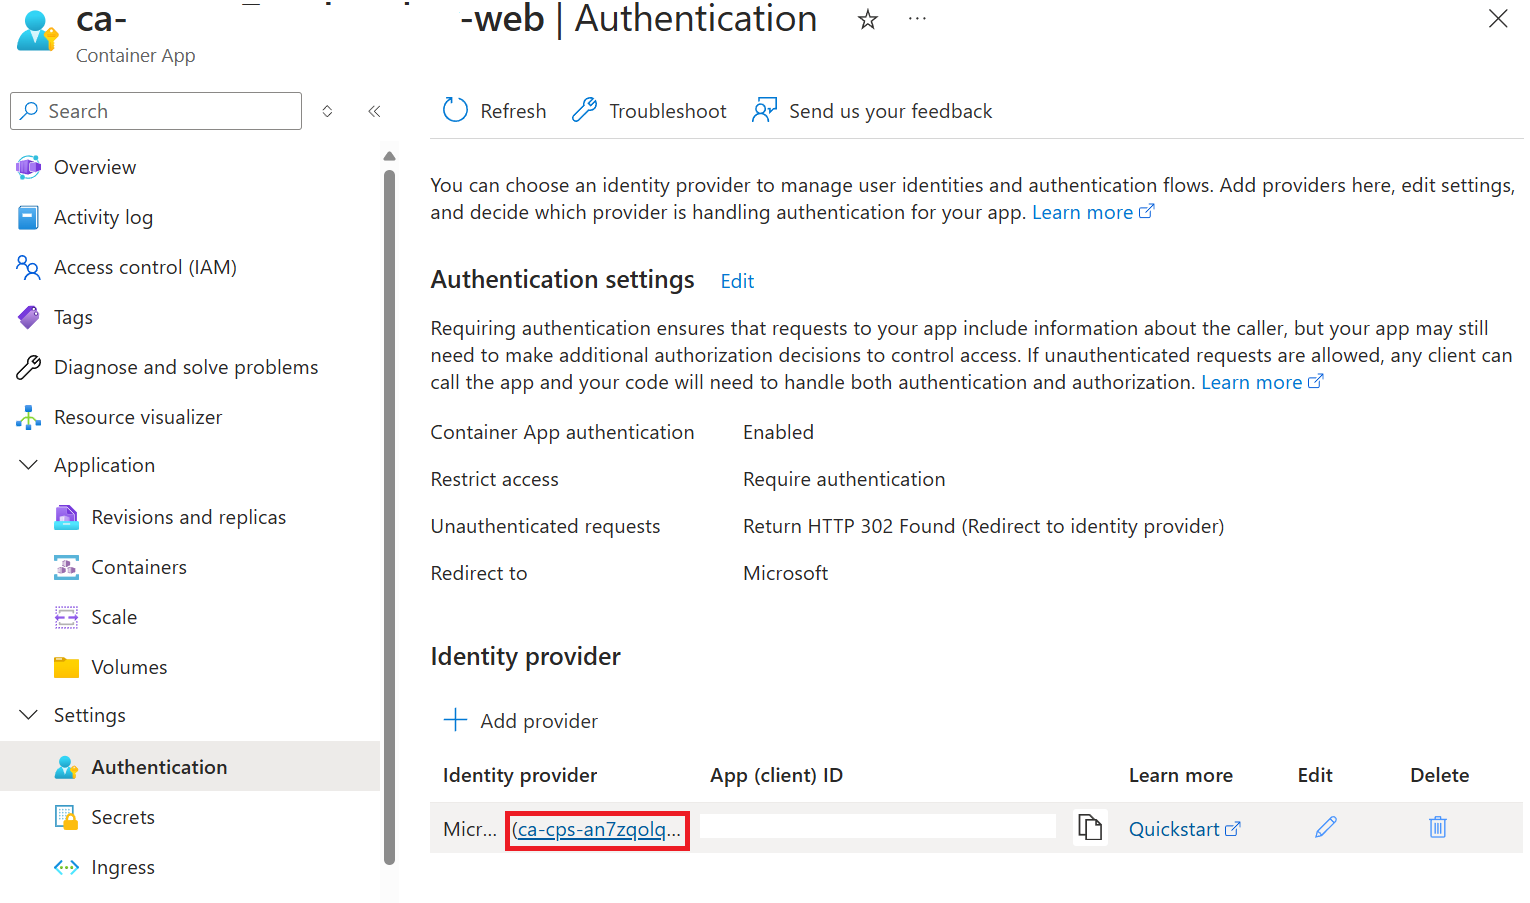 ca- -web | Authentication
Container App
Search
Refresh Troubleshoot Send us your feedback
Overview
Activity log
Access control (IAM)
Tags
Diagnose and solve problems
Resource visualizer
Application
Revisions and replicas
Containers
Scale
Volumes
Settings
Authentication
Secrets
Ingress
You can choose an identity provider to manage user identities and authentication flows. Add providers here, edit settings,
and decide which provider is handling authentication for your app. Learn more
Authentication settings Edit
Requiring authentication ensures that requests to your app include information about the caller, but your app may still
need to make additional authorization decisions to control access. If unauthenticated requests are allowed, any client can
call the app and your code will need to handle both authentication and authorization. Learn more
Container App authentication Enabled
Restrict access Require authentication
Unauthenticated requests Return HTTP 302 Found (Redirect to identity provider)
Redirect to Microsoft
Identity provider
Add provider
Identity provider App (client) ID Learn more Edit Delete
Micr... (ca-cps-an7zqolq... Quickstart